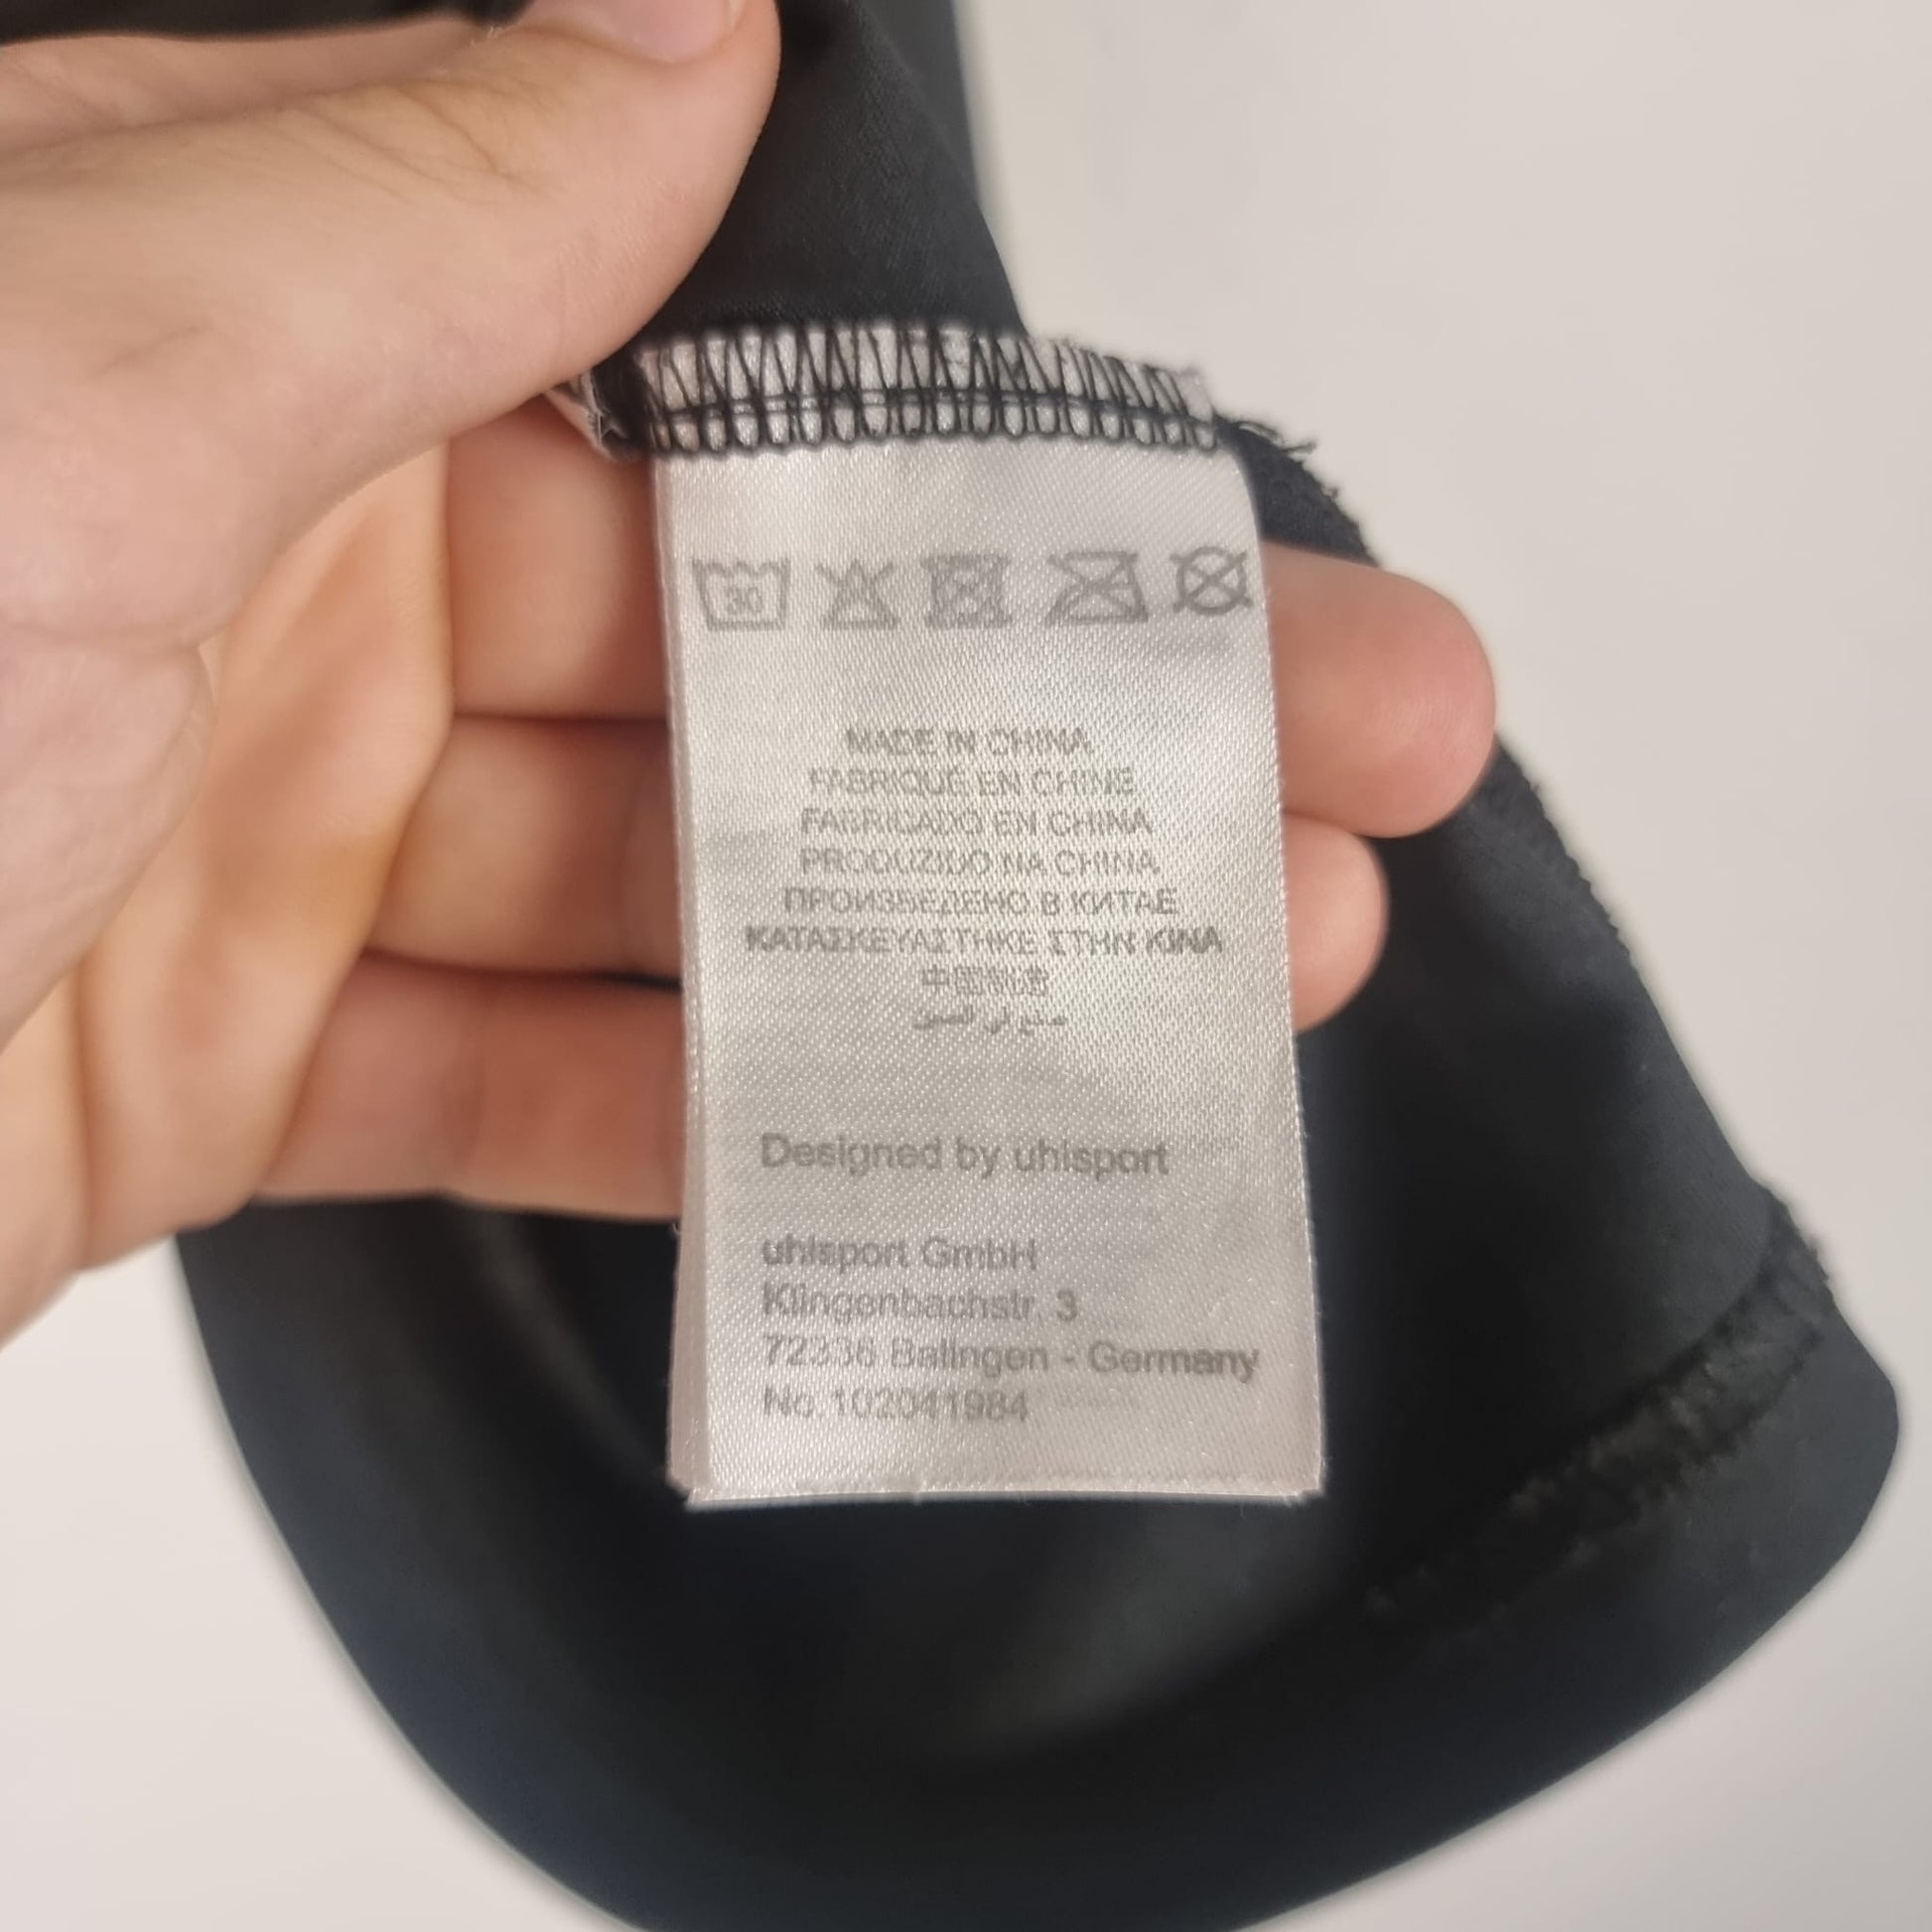 30
MADE IN CHINA
FABRIQUÉ EN CHINE
FABRICADO EN CHINA
PRODUZIDO NA CHINA
ПРОИЗВЕДЕНО В КИТАЕ
ΚΑΤΑΣΚΕΥΑΣΤΗΚΕ ΣΤΗΝ ΚΙΝΑ
中国制造
صنع في الصين
Designed by uhlsport
uhlsport GmbH
Klingenbachstr. 3
72336 Balingen - Germany
No.102041984